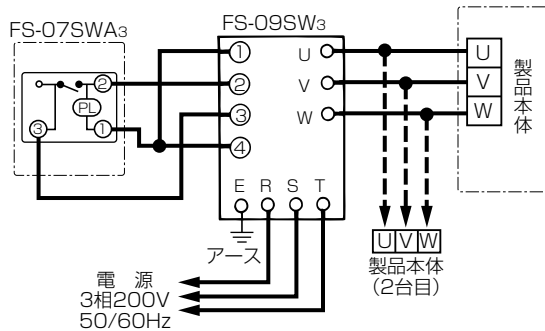 FS-07SWA3
FS-09SW3
①
②
③
④
②
PL
③
①
U
V
W
U
V
W
製品本体
E R S T
アース
U V W
製品本体
(2台目)
電 源
3相200V
50/60Hz